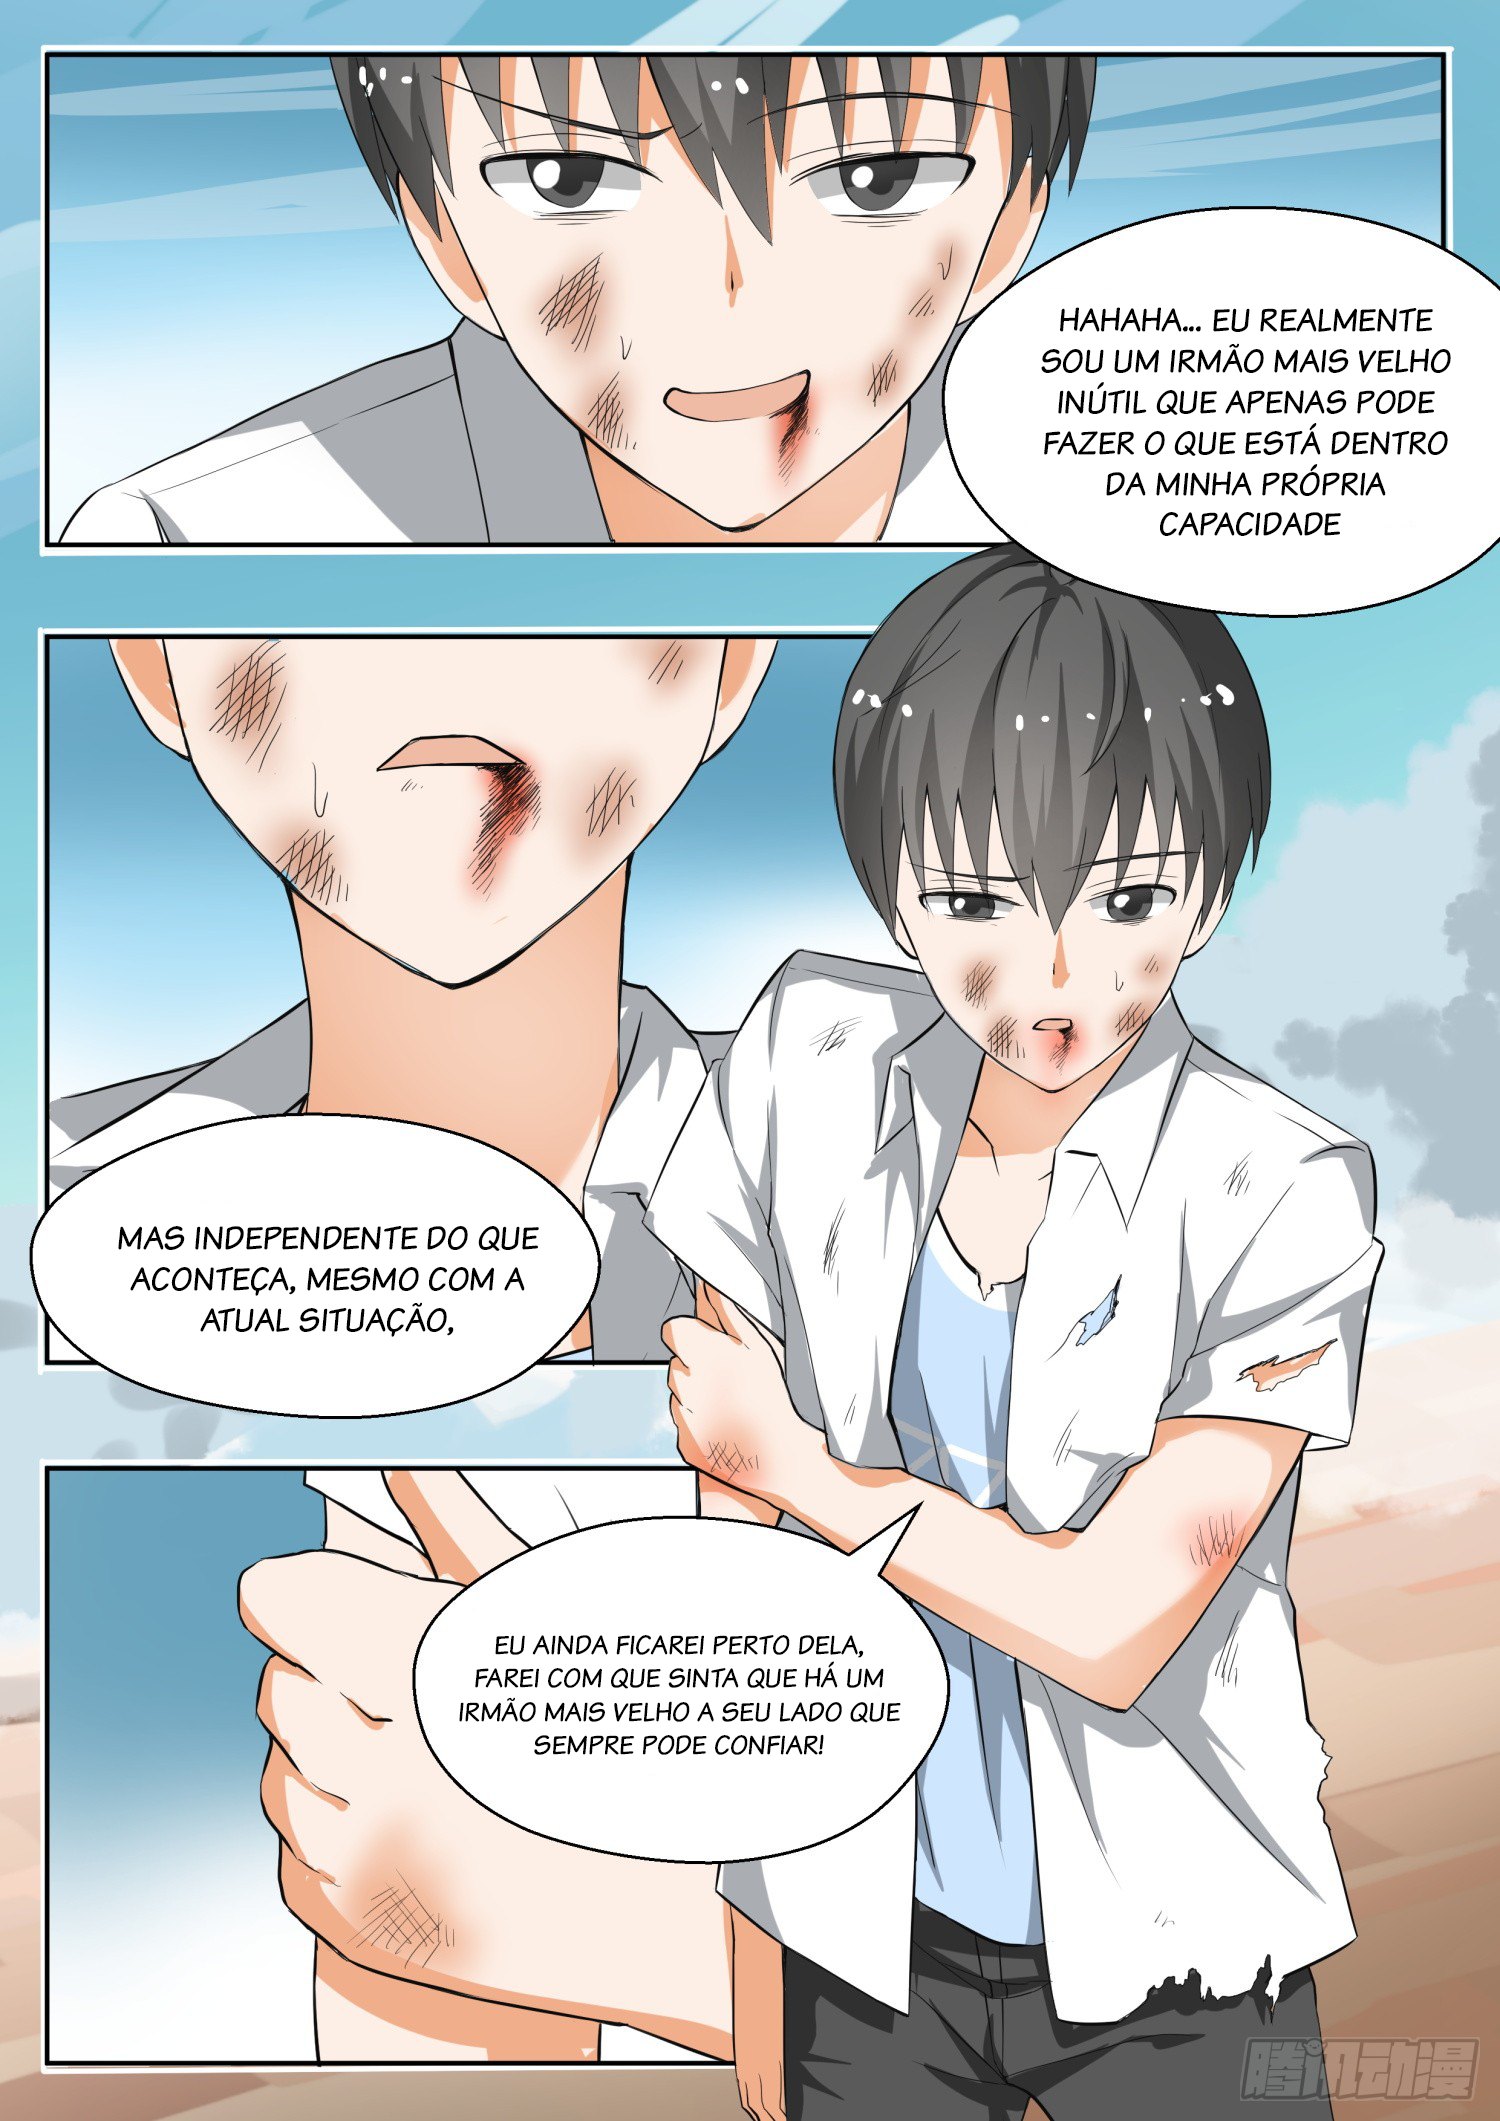 HAHAHA... EU REALMENTE
SOU UM IRMÃO MAIS VELHO
INÚTIL QUE APENAS PODE
FAZER O QUE ESTÁ DENTRO
DA MINHA PRÓPRIA
CAPACIDADE
MAS INDEPENDENTE DO QUE
ACONTEÇA, MESMO COM A
ATUAL SITUAÇÃO,
EU AINDA FICAREI PERTO DELA,
FAREI COM QUE SINTA QUE HÁ UM
IRMÃO MAIS VELHO A SEU LADO QUE
SEMPRE PODE CONFIAR!
腾讯动漫